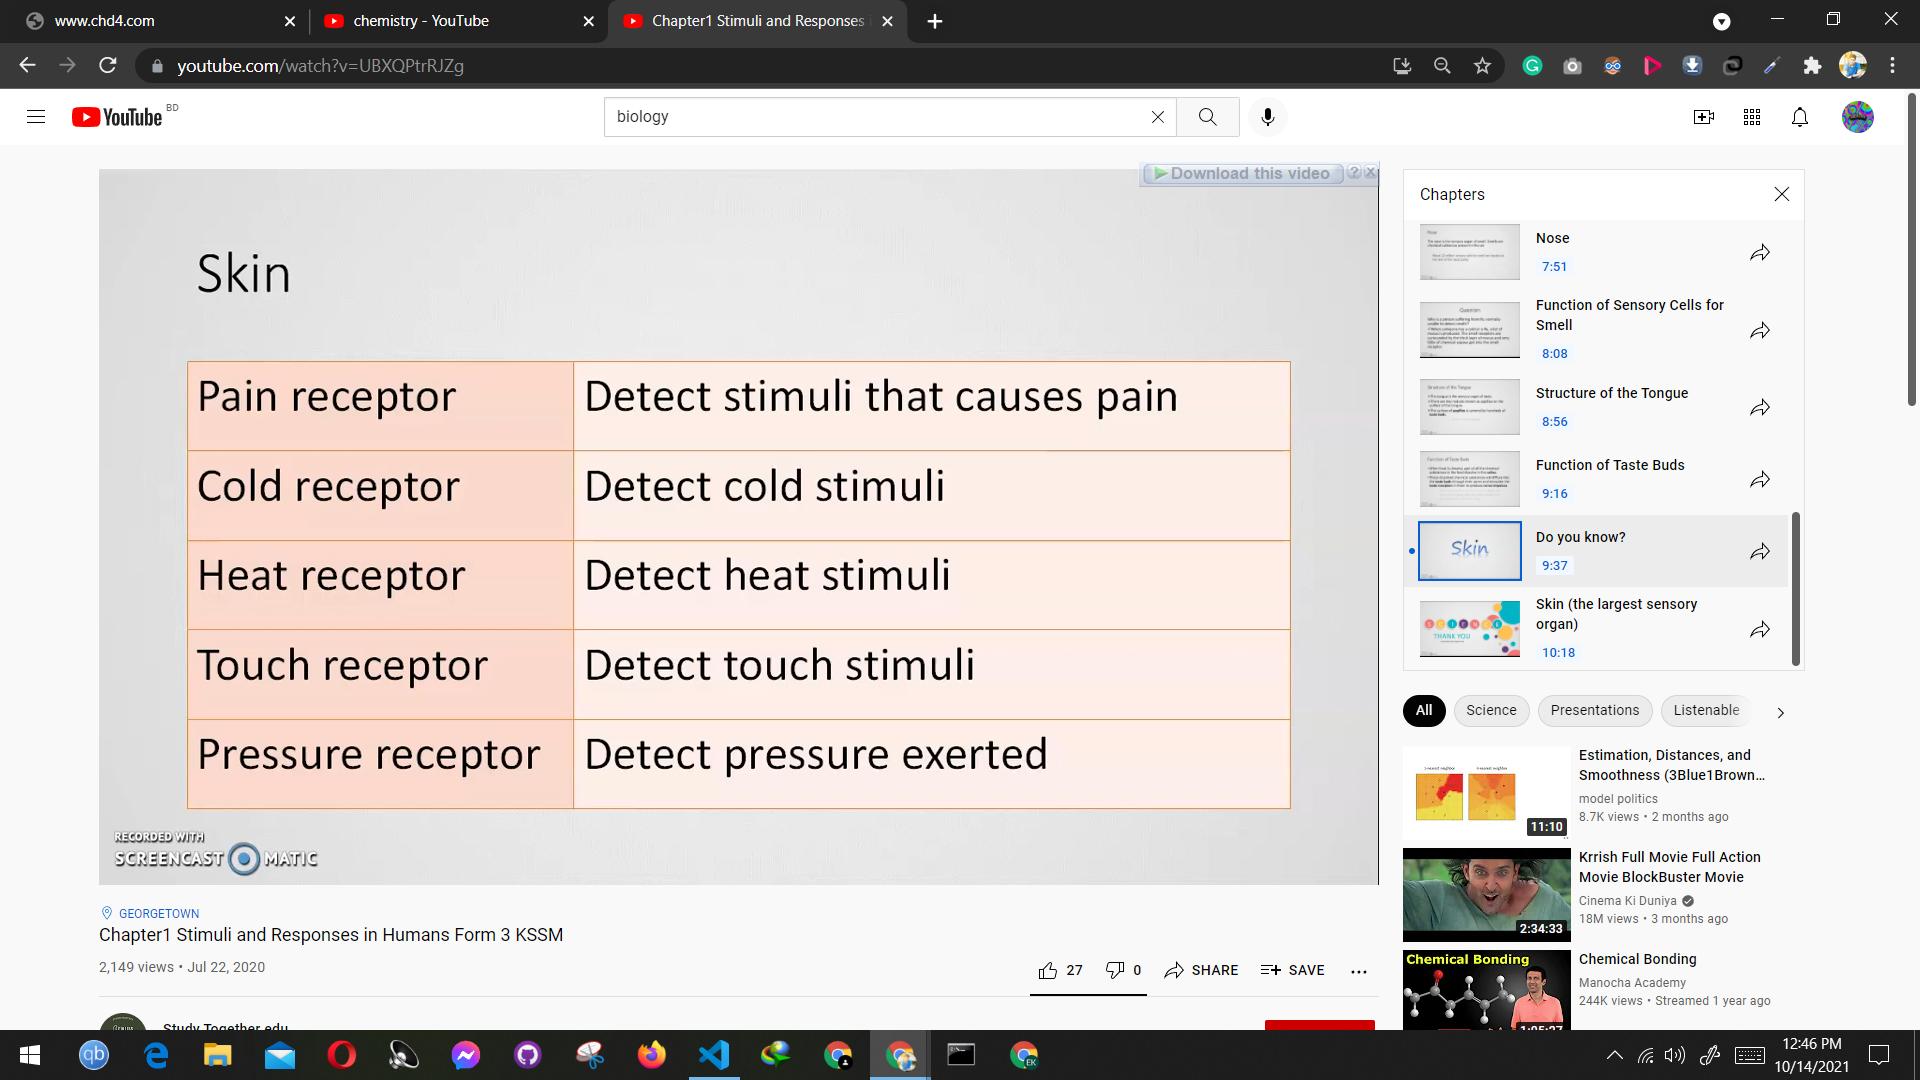 www.chd4.com
chemistry - YouTube
Chapter1 Stimuli and Responses
youtube.com/watch?v=UBXQPtrRJZg
YouTube BD
biology
Download this video ? X
Skin
Pain receptor Detect stimuli that causes pain
Cold receptor Detect cold stimuli
Heat receptor Detect heat stimuli
Touch receptor Detect touch stimuli
Pressure receptor Detect pressure exerted
RECORDED WITH
SCREENCAST MATIC
GEORGETOWN
Chapter1 Stimuli and Responses in Humans Form 3 KSSM
2,149 views • Jul 22, 2020
27
0
SHARE
SAVE
Study Together edu
Chapters
Nose
7:51
Function of Sensory Cells for
Smell
8:08
Question
Structure of the Tongue
8:56
Function of Taste Buds
9:16
Skin
Do you know?
9:37
SCIENCE
THANK YOU
Skin (the largest sensory
organ)
10:18
All
Science
Presentations
Listenable
11:10
Estimation, Distances, and
Smoothness (3Blue1Brown...
model politics
8.7K views • 2 months ago
2:34:33
Krrish Full Movie Full Action
Movie BlockBuster Movie
Cinema Ki Duniya
18M views • 3 months ago
Chemical Bonding
Chemical Bonding
Manocha Academy
244K views • Streamed 1 year ago
qb
EK
12:46 PM
10/14/2021